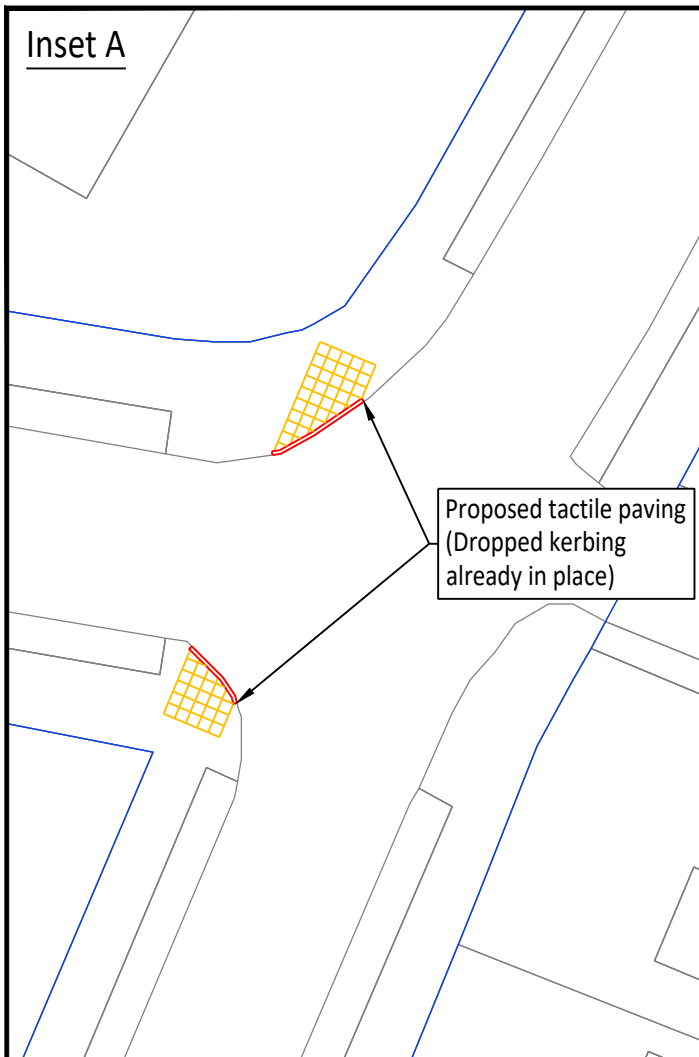 Inset A
Proposed tactile paving
(Dropped kerbing
already in place)